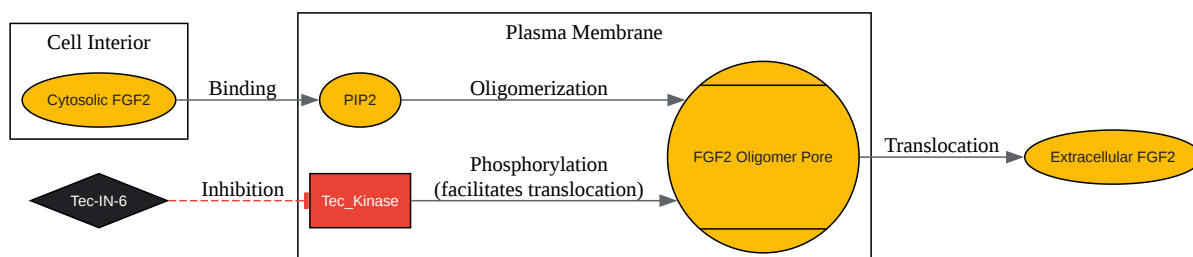 Cell Interior
Plasma Membrane
Cytosolic FGF2
Binding
PIP2
Oligomerization
FGF2 Oligomer Pore
Translocation
Extracellular FGF2
Tec-IN-6
Inhibition
Tec_Kinase
Phosphorylation
(facilitates translocation)